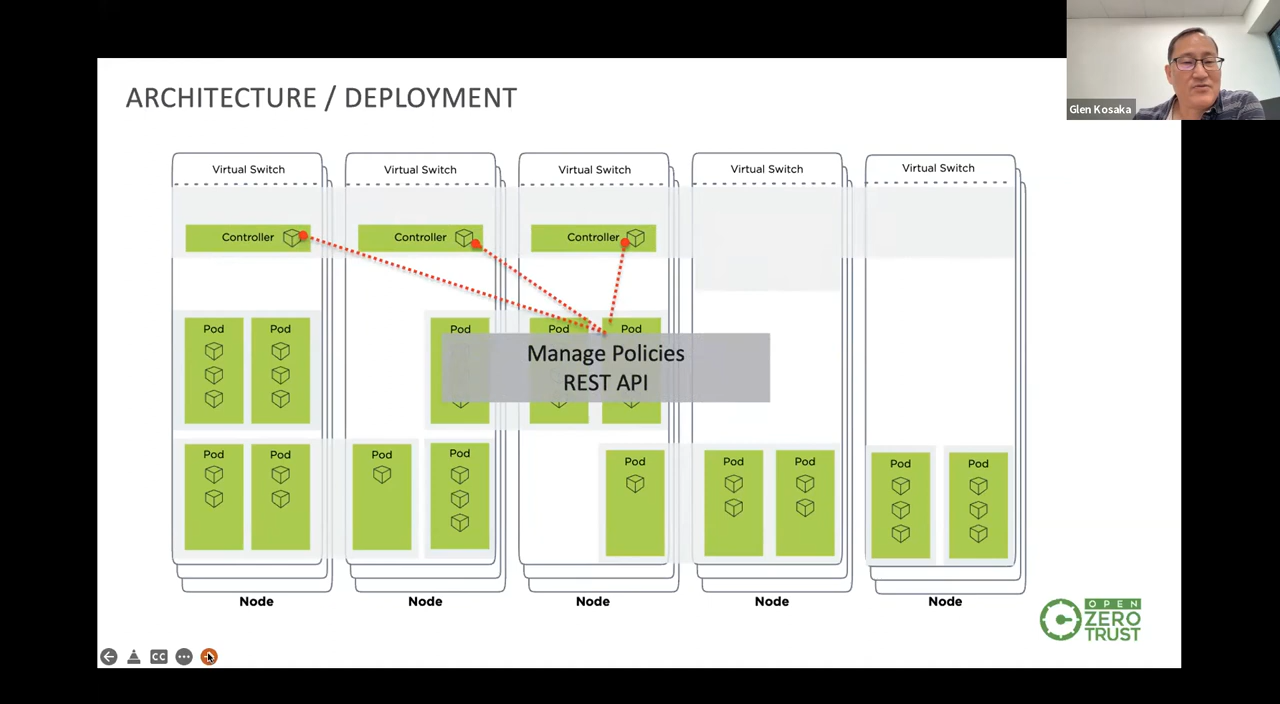 Glen Kosaka
ARCHITECTURE / DEPLOYMENT
Virtual Switch
Virtual Switch
Virtual Switch
Virtual Switch
Virtual Switch
Controller
Controller
Controller
Pod
Pod
Pod
Pod
Pod
Manage Policies
REST API
Pod
Pod
Pod
Pod
Pod
Pod
Pod
Pod
Pod
Node
Node
Node
Node
Node
OPEN
ZERO
TRUST
CC